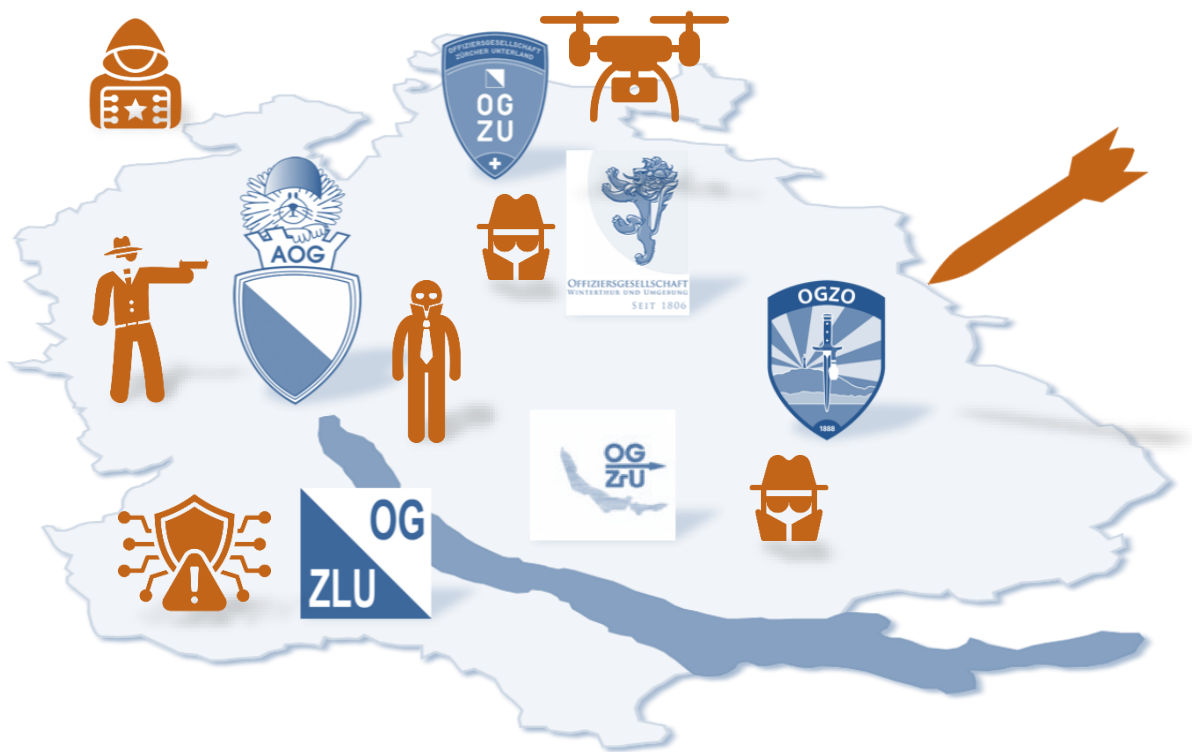 OFFIZIERSGESELLSCHAFT
ZÜRCHER UNTERLAND
OG
ZU
AOG
OFFIZIERSGESELLSCHAFT
WINTERTHUR UND UMGEBUNG
SEIT 1806
OGZO
1888
OG
ZrU
OG
ZLU